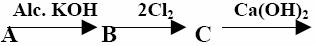 Alc. KOH 2Cl₂ Ca(OH)₂
A B C